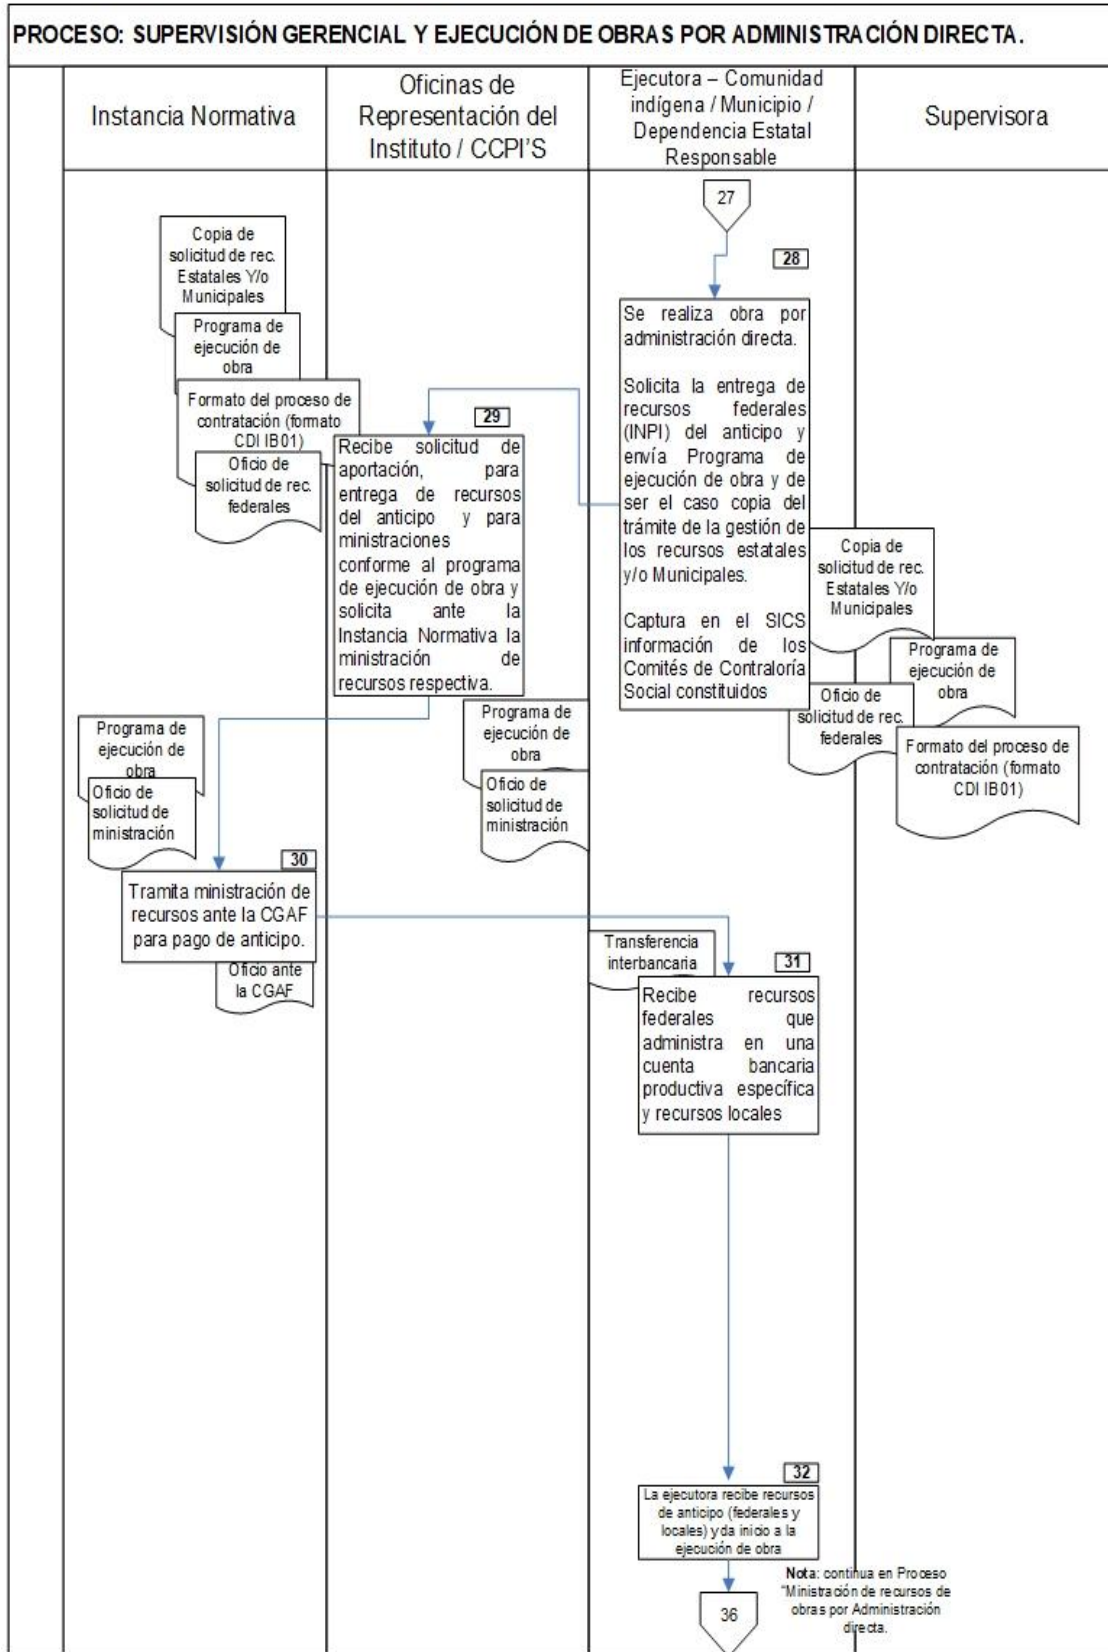 PROCESO: SUPERVISIÓN GERENCIAL Y EJECUCIÓN DE OBRAS POR ADMINISTRACIÓN DIRECTA.
Instancia Normativa
Oficinas de
Representación del
Instituto / CCPI'S
Ejecutora – Comunidad
indígena / Municipio /
Dependencia Estatal
Responsable
Supervisora
27
28
Se realiza obra por
administración directa.
Solicita la entrega de
recursos federales
(INPI) del anticipo y
envía Programa de
ejecución de obra y de
ser el caso copia del
trámite de la gestión de
los recursos estatales
y/o Municipales.
Captura en el SICS
información de los
Comités de Contraloría
Social constituidos
Copia de
solicitud de rec.
Estatales Y/o
Municipales
Programa de
ejecución de
obra
Oficio de
solicitud de rec.
federales
Formato del proceso de
contratación (formato
CDI IB01)
Copia de
solicitud de rec.
Estatales Y/o
Municipales
Programa de
ejecución de
obra
Formato del proceso de
contratación (formato
CDI IB01)
Oficio de
solicitud de rec.
federales
29
Recibe solicitud de
aportación, para
entrega de recursos
del anticipo y para
ministraciones
conforme al programa
de ejecución de obra y
solicita ante la
Instancia Normativa la
ministración de
recursos respectiva.
Programa de
ejecución de
obra
Oficio de
solicitud de
ministración
Programa de
ejecución de
obra
Oficio de
solicitud de
ministración
30
Tramita ministración de
recursos ante la CGAF
para pago de anticipo.
Oficio ante
la CGAF
Transferencia
interbancaria
31
Recibe recursos
federales que
administra en una
cuenta bancaria
productiva específica
y recursos locales
32
La ejecutora recibe recursos
de anticipo (federales y
locales) y da inicio a la
ejecución de obra
Nota: continua en Proceso
"Ministración de recursos de
obras por Administración
directa.
36